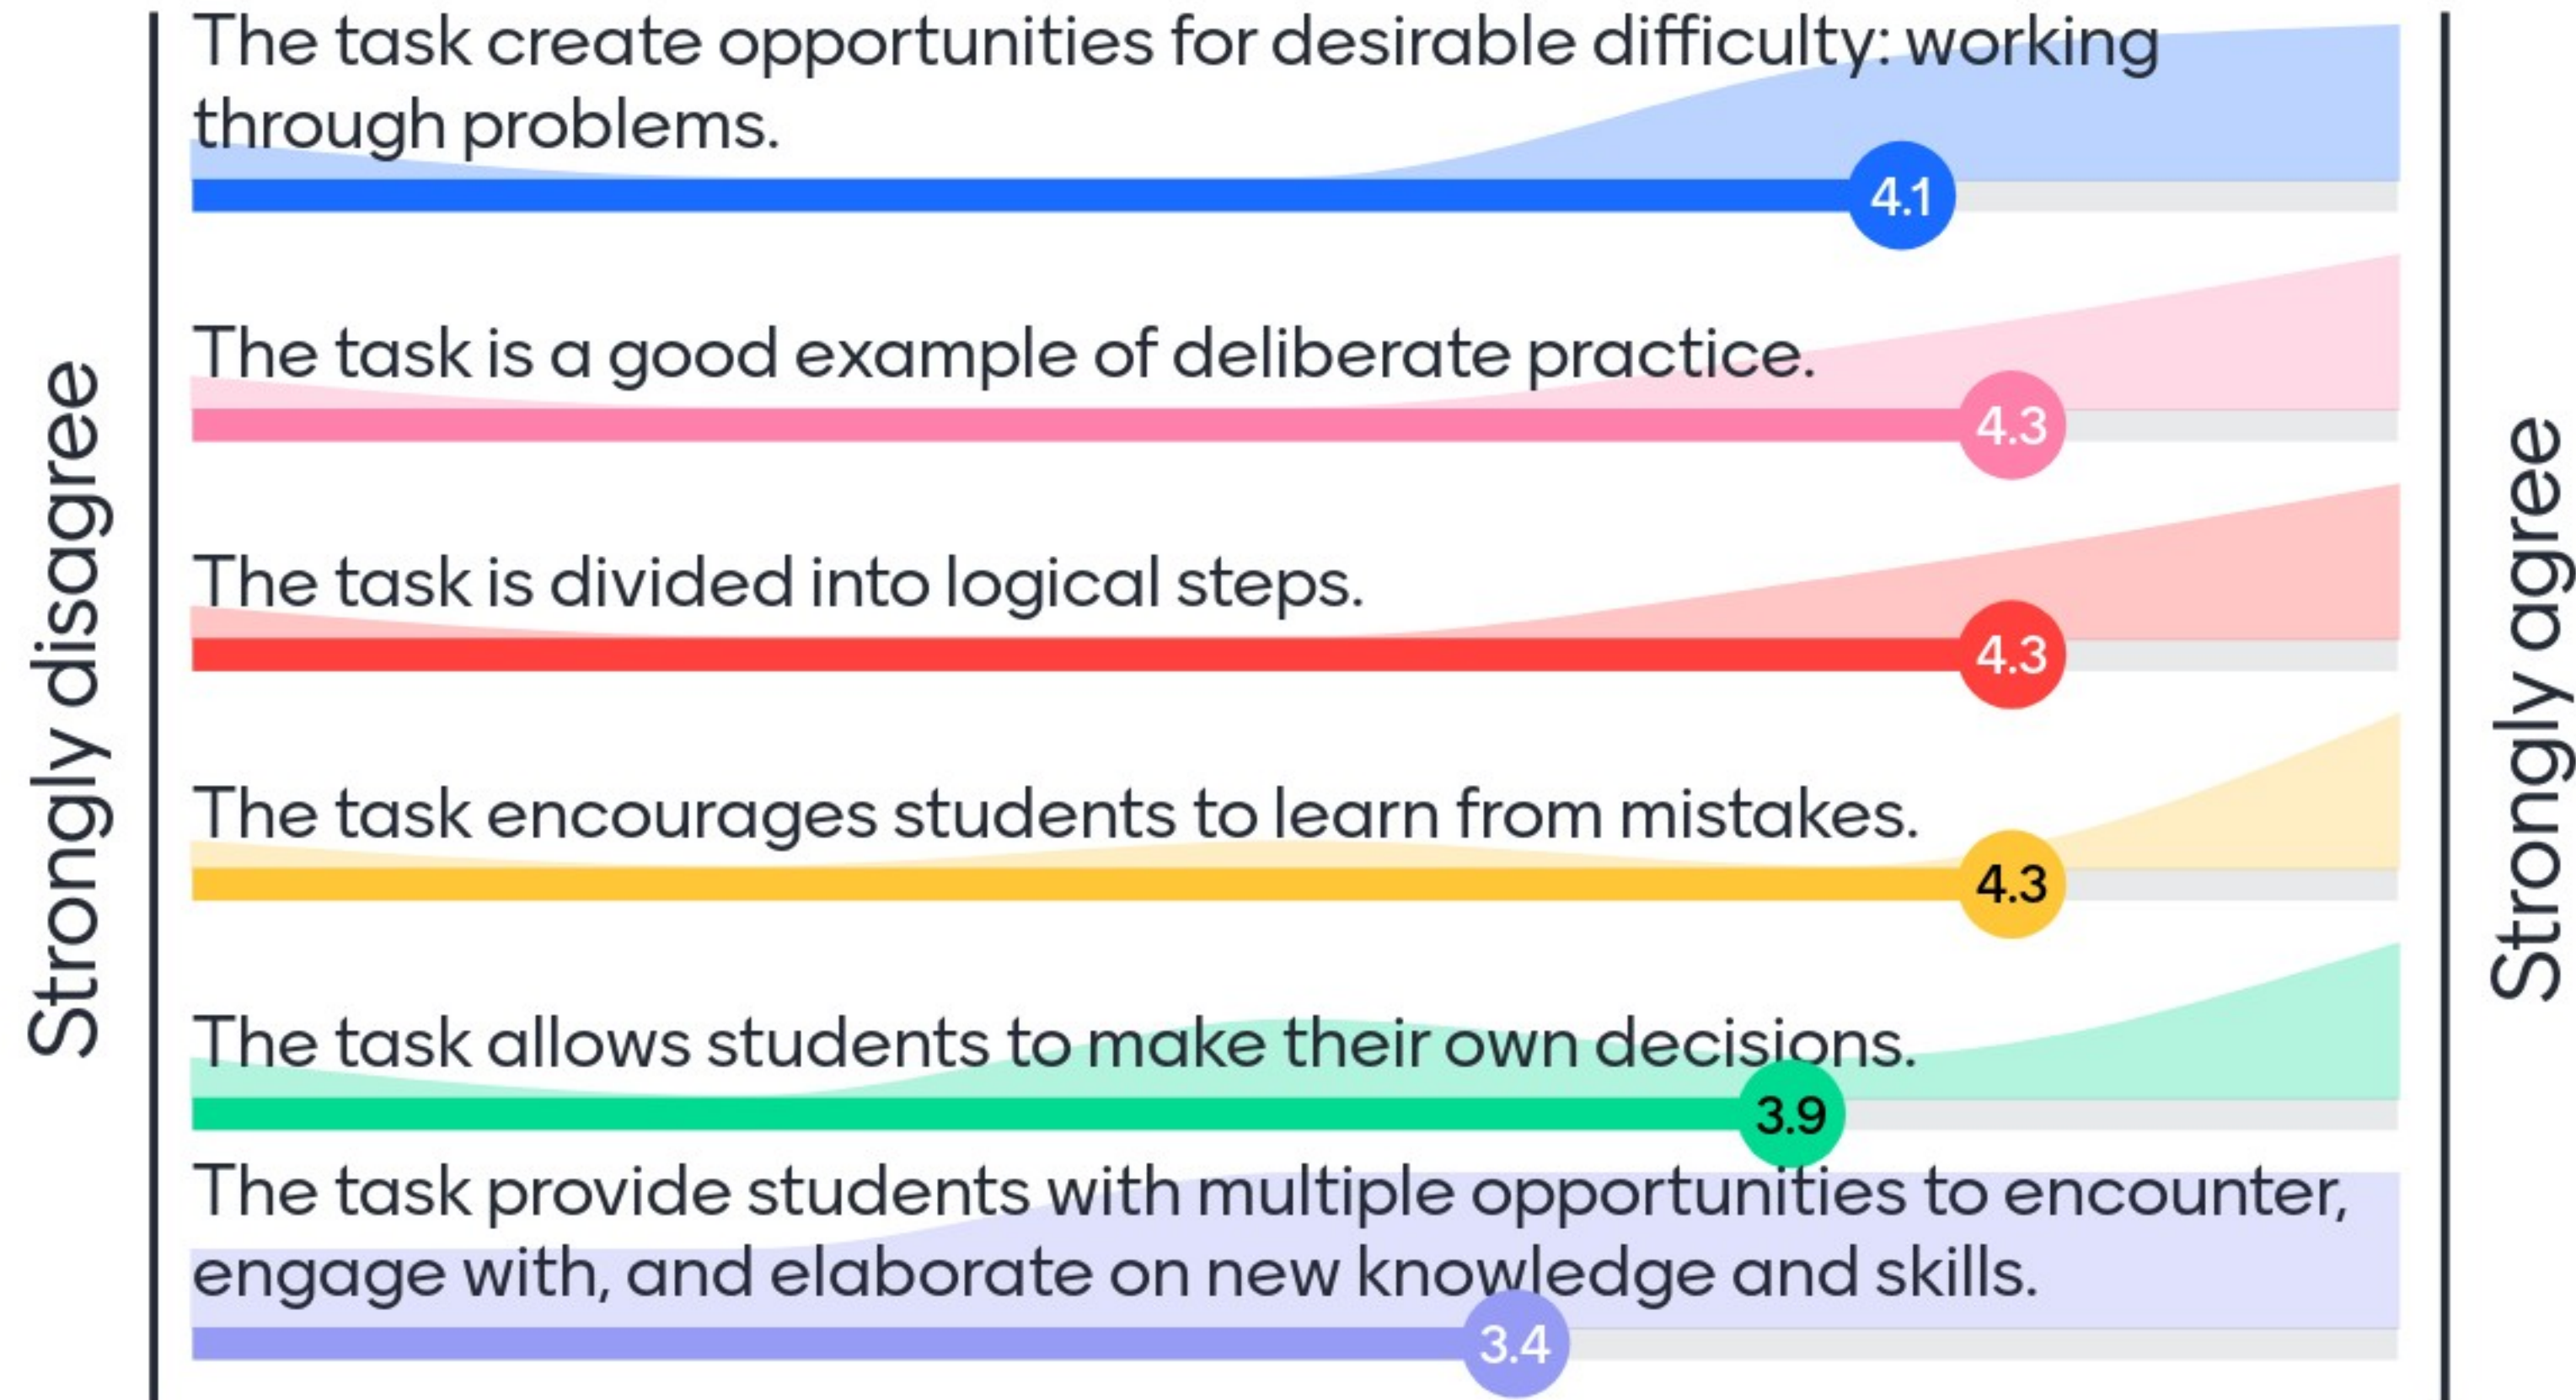 Strongly disagree
The task create opportunities for desirable difficulty: working
through problems.
4.1
The task is a good example of deliberate practice.
4.3
The task is divided into logical steps.
4.3
The task encourages students to learn from mistakes.
4.3
The task allows students to make their own decisions.
3.9
The task provide students with multiple opportunities to encounter,
engage with, and elaborate on new knowledge and skills.
3.4
Strongly agree